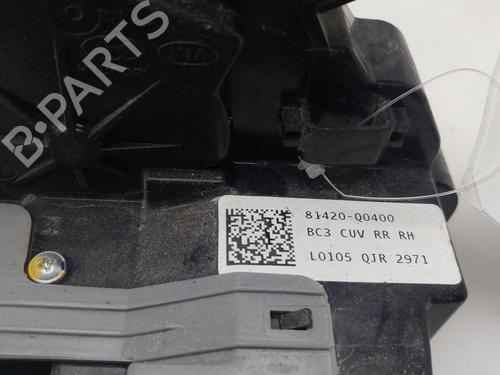 B-PARTS
81420-Q0400
BC3 CUV RR RH
L0105 QJR 2971